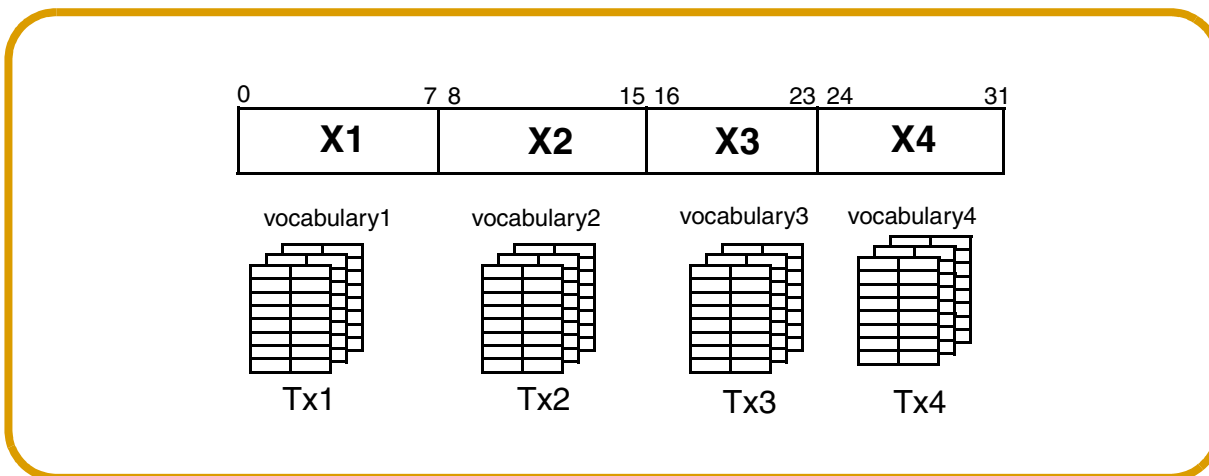 0 7 8 15 16 23 24 31
X1 X2 X3 X4
vocabulary1 vocabulary2 vocabulary3 vocabulary4
Tx1 Tx2 Tx3 Tx4